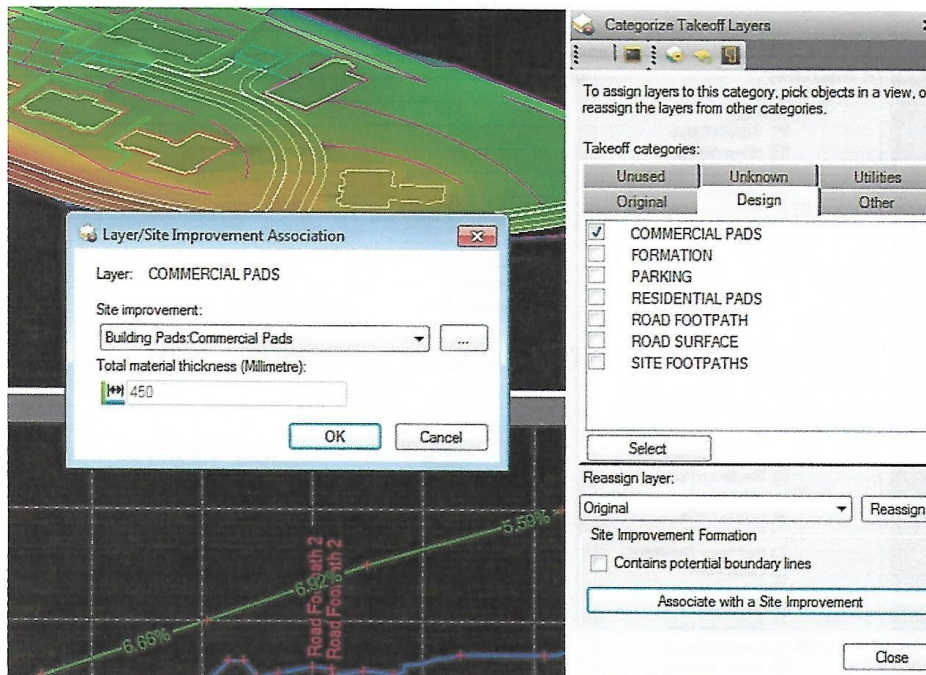 Categorize Takeoff Layers
To assign layers to this category, pick objects in a view, o
reassign the layers from other categories.
Takeoff categories:
Unused Unknown Utilities
Original Design Other
COMMERCIAL PADS
FORMATION
PARKING
RESIDENTIAL PADS
ROAD FOOTPATH
ROAD SURFACE
SITE FOOTPATHS
Select
Reassign layer:
Original Reassign
Site Improvement Formation
Contains potential boundary lines
Associate with a Site Improvement
Close
Layer/Site Improvement Association
Layer: COMMERCIAL PADS
Site improvement:
Building Pads:Commercial Pads ...
Total material thickness (Millimetre):
450
OK Cancel
6.66%
6.92%
5.59%
Road Footpath 2
Road Footpath 2